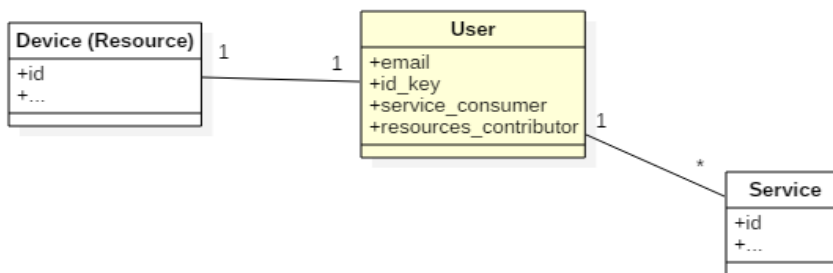 Device (Resource)
+id
+...
1
1
User
+email
+id_key
+service_consumer
+resources_contributor
1
*
Service
+id
+...